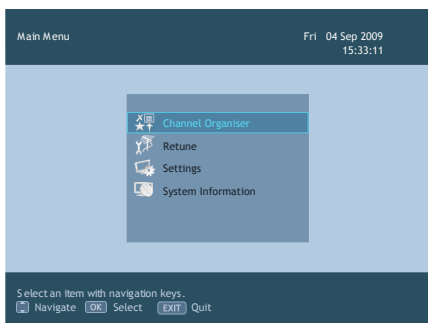 Main Menu
Fri 04 Sep 2009
15:33:11
Channel Organiser
Retune
Settings
System Information
Select an item with navigation keys.
Navigate OK Select EXIT Quit